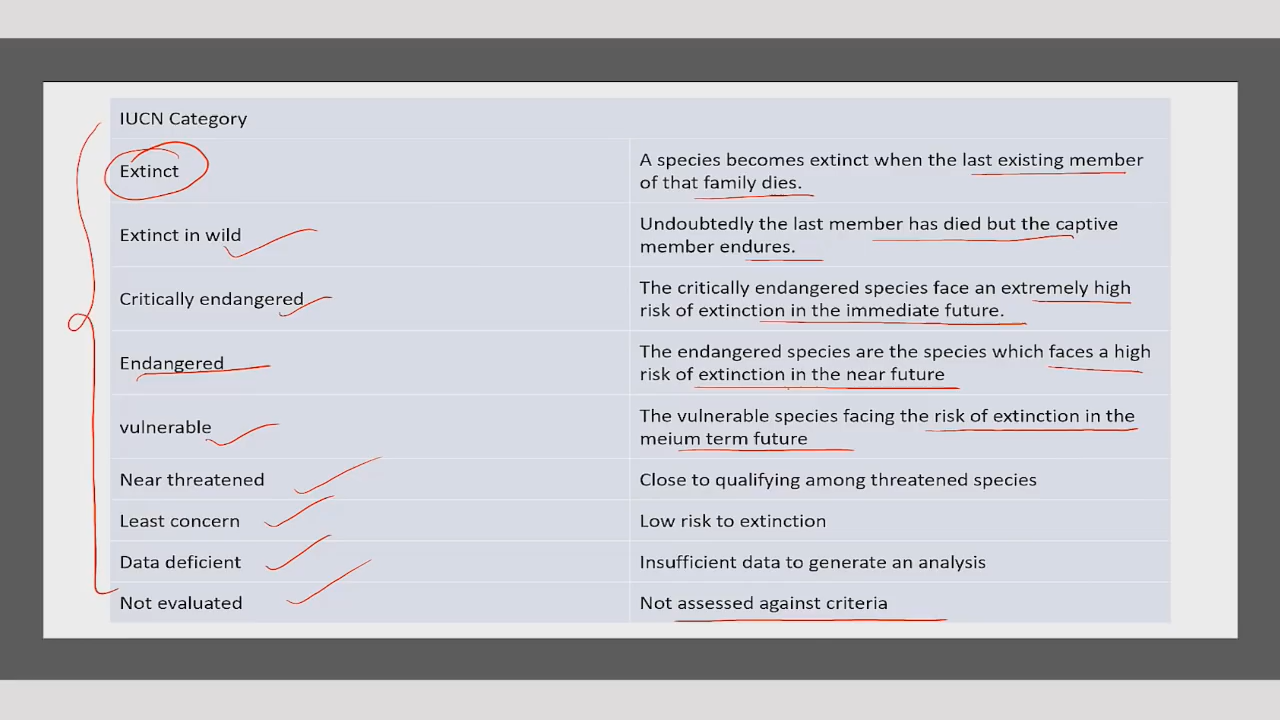 IUCN Category
Extinct
A species becomes extinct when the last existing member
of that family dies.
Extinct in wild
Undoubtedly the last member has died but the captive
member endures.
Critically endangered
The critically endangered species face an extremely high
risk of extinction in the immediate future.
Endangered
The endangered species are the species which faces a high
risk of extinction in the near future
vulnerable
The vulnerable species facing the risk of extinction in the
meium term future
Near threatened
Close to qualifying among threatened species
Least concern
Low risk to extinction
Data deficient
Insufficient data to generate an analysis
Not evaluated
Not assessed against criteria